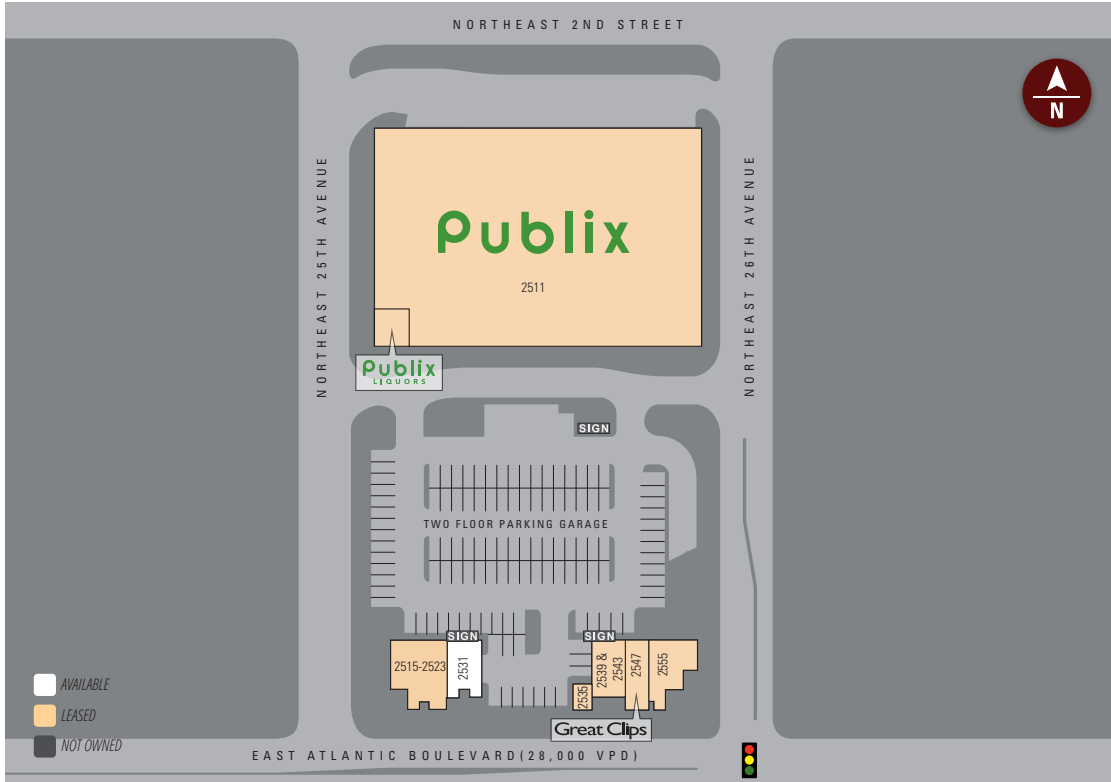 NORTHEAST 2ND STREET
N
NORTHEAST 25TH AVENUE
NORTHEAST 26TH AVENUE
Publix
2511
Publix
LIQUORS
SIGN
TWO FLOOR PARKING GARAGE
SIGN
SIGN
2515-2523
2531
2535
2539 &
2543
2547
2555
Great Clips
AVAILABLE
LEASED
NOT OWNED
EAST ATLANTIC BOULEVARD(28,000 VPD)